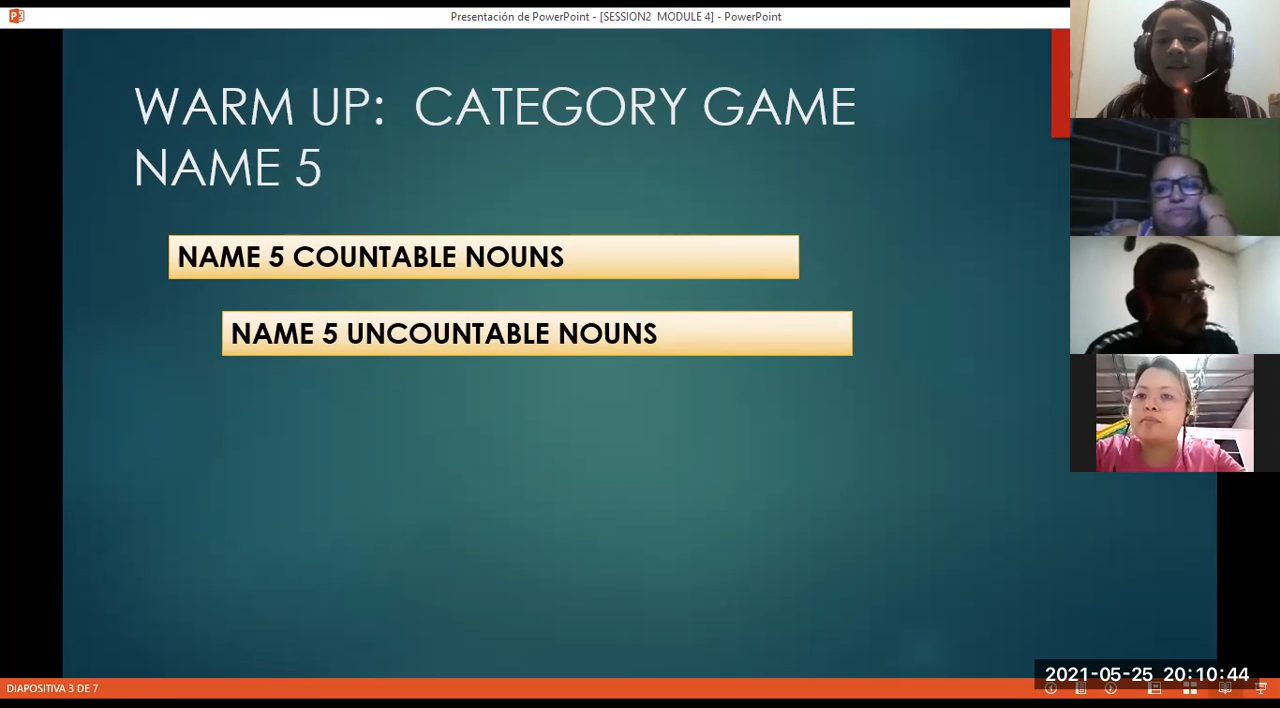 Presentación de PowerPoint - [SESSION2  MODULE 4] - PowerPoint
WARM UP:  CATEGORY GAME
NAME 5
NAME 5 COUNTABLE NOUNS
NAME 5 UNCOUNTABLE NOUNS
2021-05-25  20:10:44
DIAPOSITIVA 3 DE 7